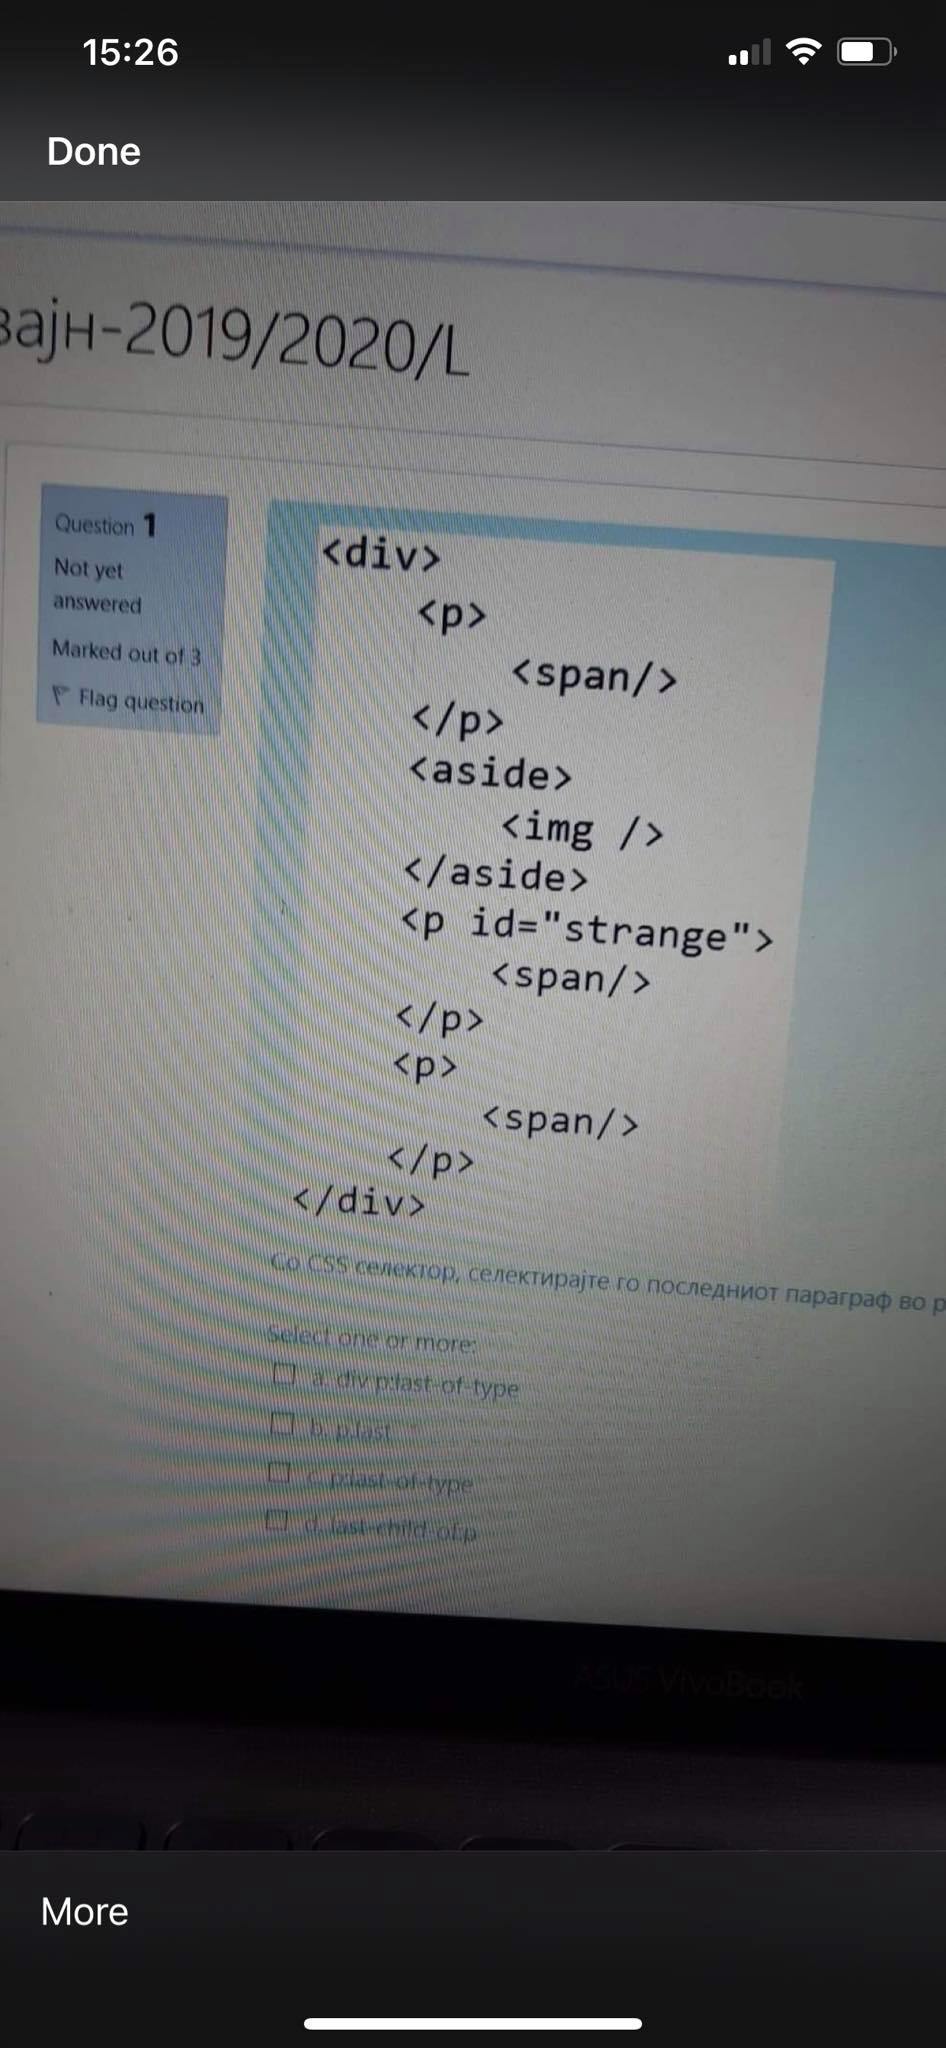 15:26
Done
зајн-2019/2020/L
Question 1
Not yet
answered
Marked out of 3
Flag question
<div>
<p>
<span/>
</p>
<aside>
<img />
</aside>
<p id="strange">
<span/>
</p>
<p>
<span/>
</p>
</div>
Со CSS селектор, селектирајте го последниот параграф во р
Select one or more:
a. div p:last-of-type
b. p.last
c. p:last-of-type
d. last-child-of:p
ASUS VivoBook
More